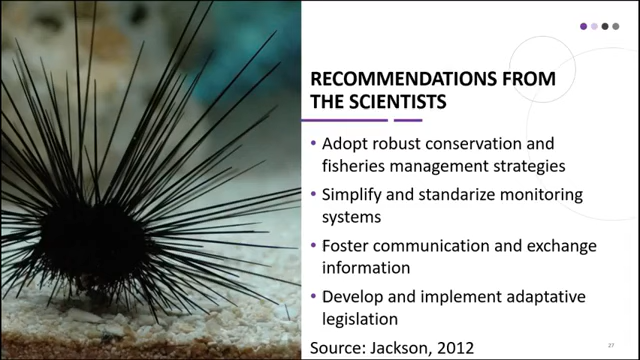 RECOMMENDATIONS FROM
THE SCIENTISTS
• Adopt robust conservation and
fisheries management strategies
• Simplify and standarize monitoring
systems
• Foster communication and exchange
information
• Develop and implement adaptative
legislation
Source: Jackson, 2012
27